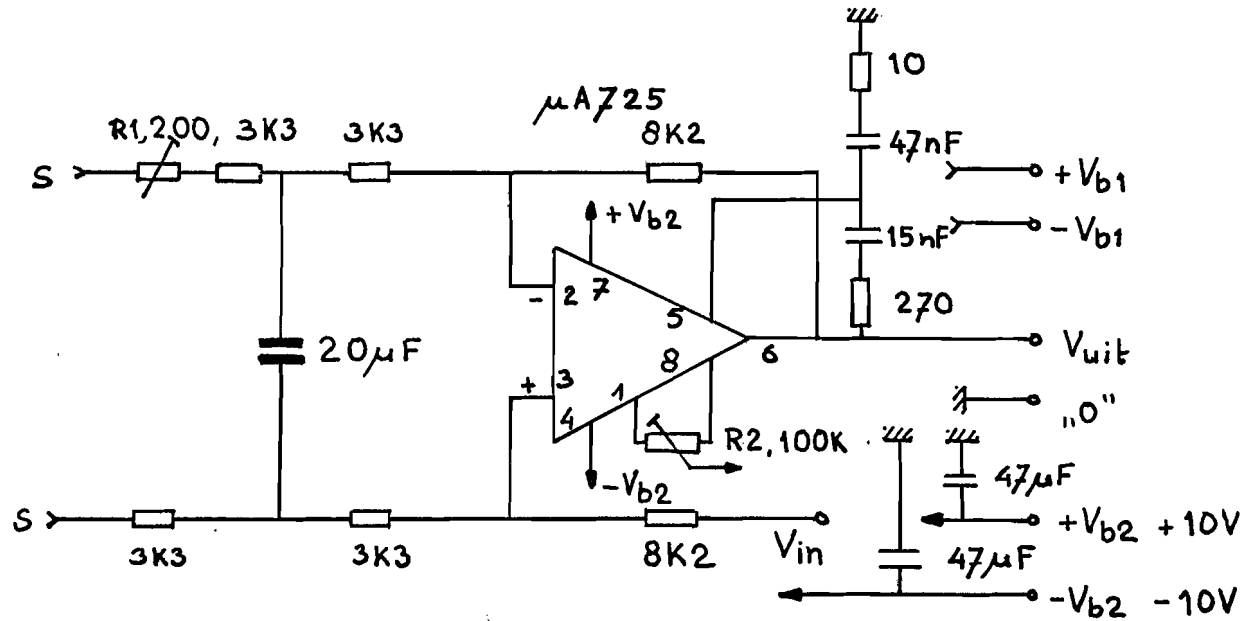 10
μA725
R1,200, 3K3 3K3 8K2
47nF
S
+Vb1
+Vb2
-Vb1
15nF
- 2 7
5
270
20μF
6
Vuit
8
+ 3
1
4
„0"
R2,100K
-Vb2
47μF
S
Vin
+Vb2 +10V
3K3 3K3 8K2
47μF
-Vb2 -10V